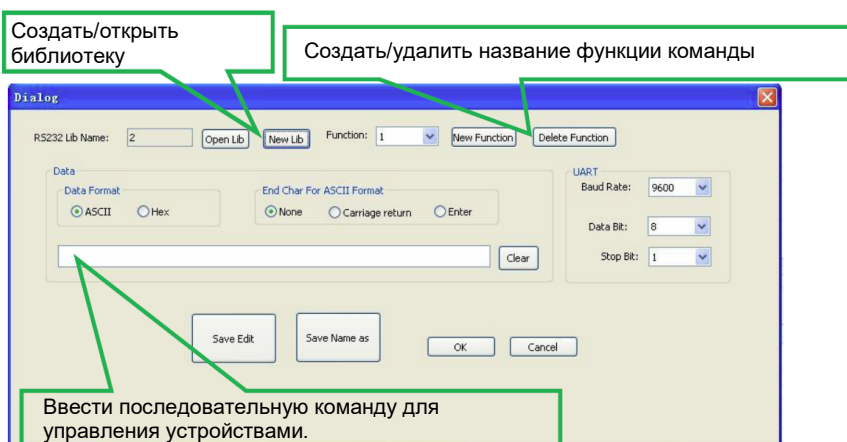 Создать/открыть
библиотеку
Создать/удалить название функции команды
Dialog
RS232 Lib Name: 2 Open Lib New Lib Function: 1 New Function Delete Function
Data UART
Data Format End Char For ASCII Format Baud Rate: 9600
ASCII Hex None Carriage return Enter
Data Bit: 8
Clear Stop Bit: 1
Save Edit Save Name as OK Cancel
Ввести последовательную команду для
управления устройствами.